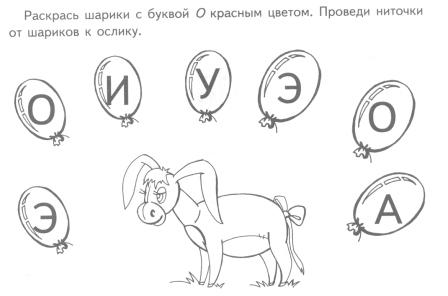 Раскрась шарики с буквой О красным цветом. Проведи ниточки
от шариков к ослику.
О И У Э О
Э А